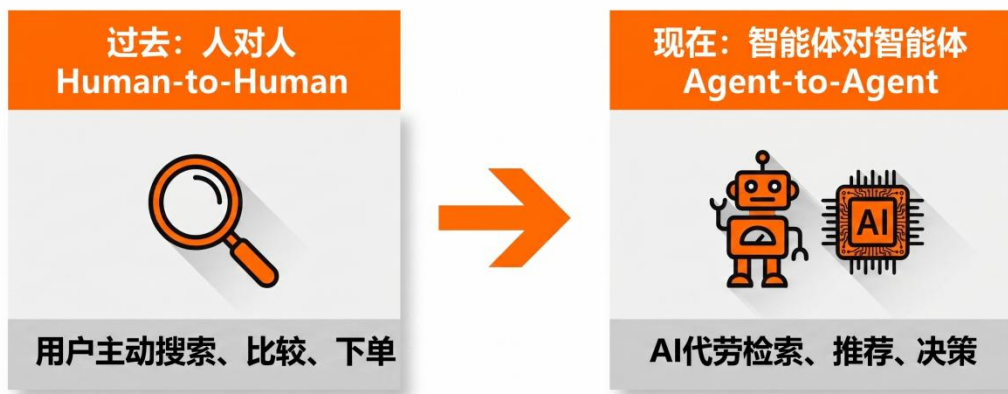 过去：人对人
Human-to-Human
用户主动搜索、比较、下单
现在：智能体对智能体
Agent-to-Agent
AI
AI代劳检索、推荐、决策